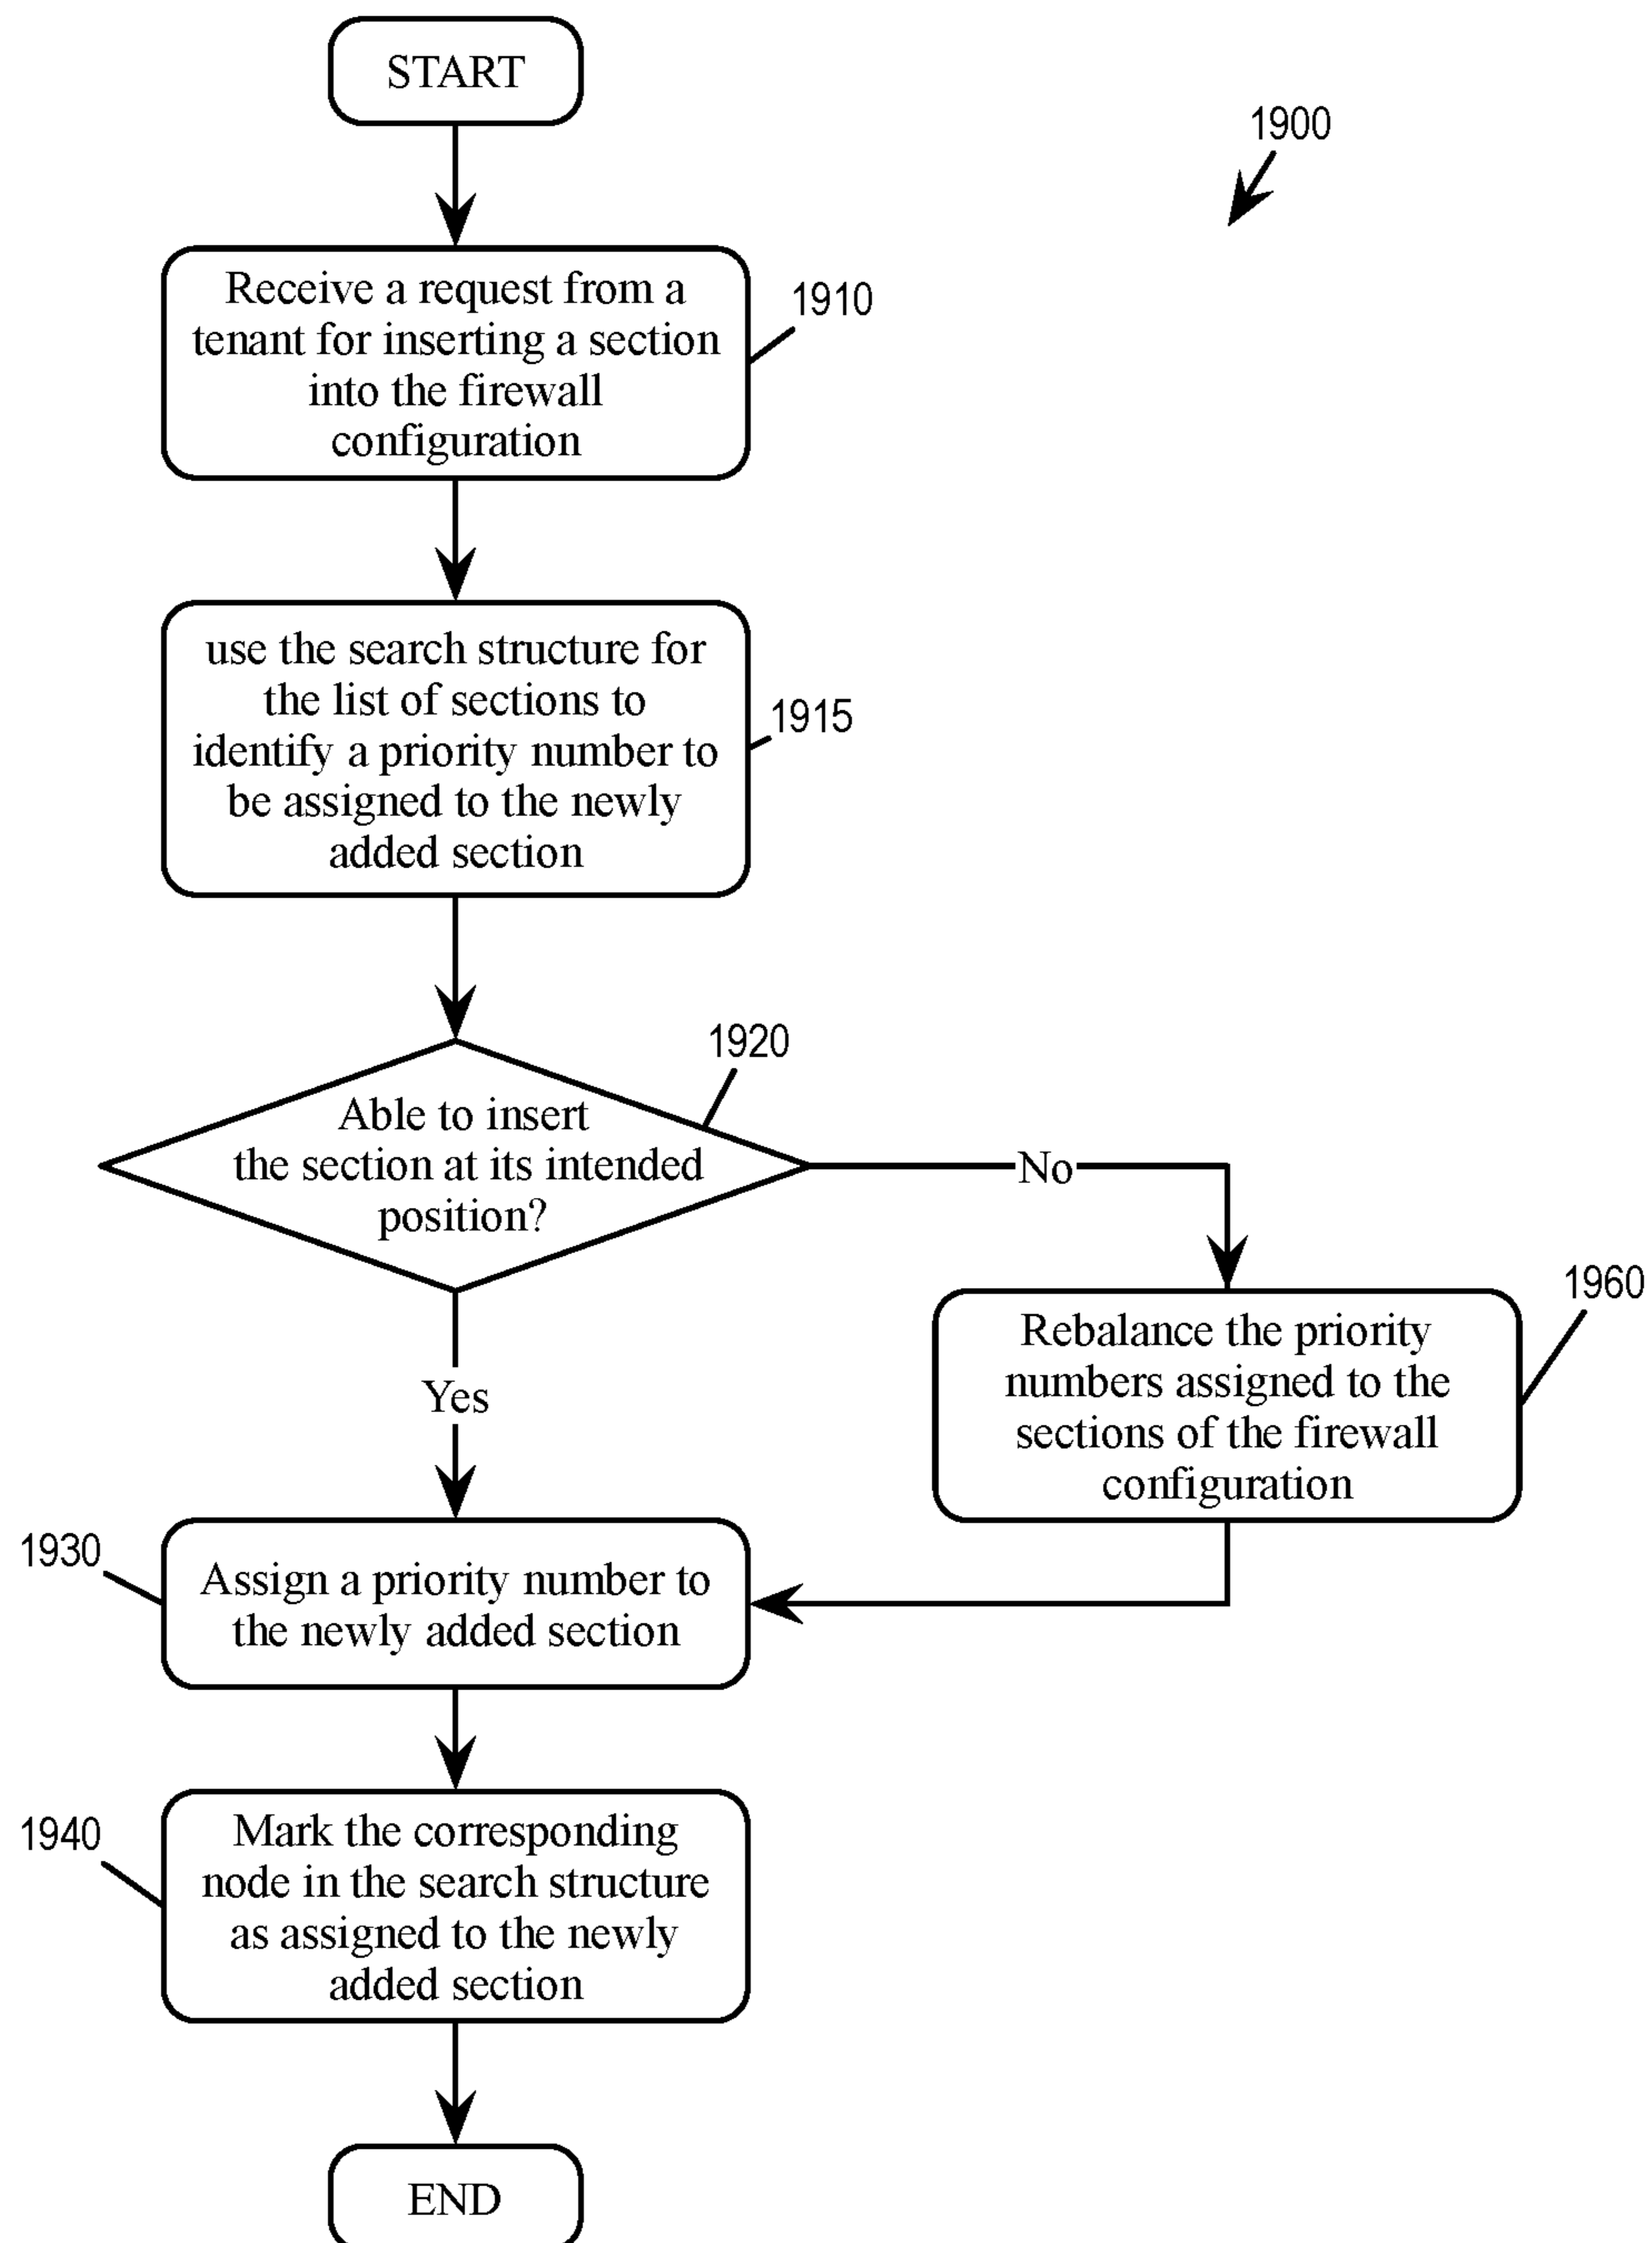 START
1900
Receive a request from a
tenant for inserting a section
into the firewall
configuration
1910
use the search structure for
the list of sections to
identify a priority number to
be assigned to the newly
added section
1915
1920
Able to insert
the section at its intended
position?
No
Yes
1960
Rebalance the priority
numbers assigned to the
sections of the firewall
configuration
1930
Assign a priority number to
the newly added section
1940
Mark the corresponding
node in the search structure
as assigned to the newly
added section
END